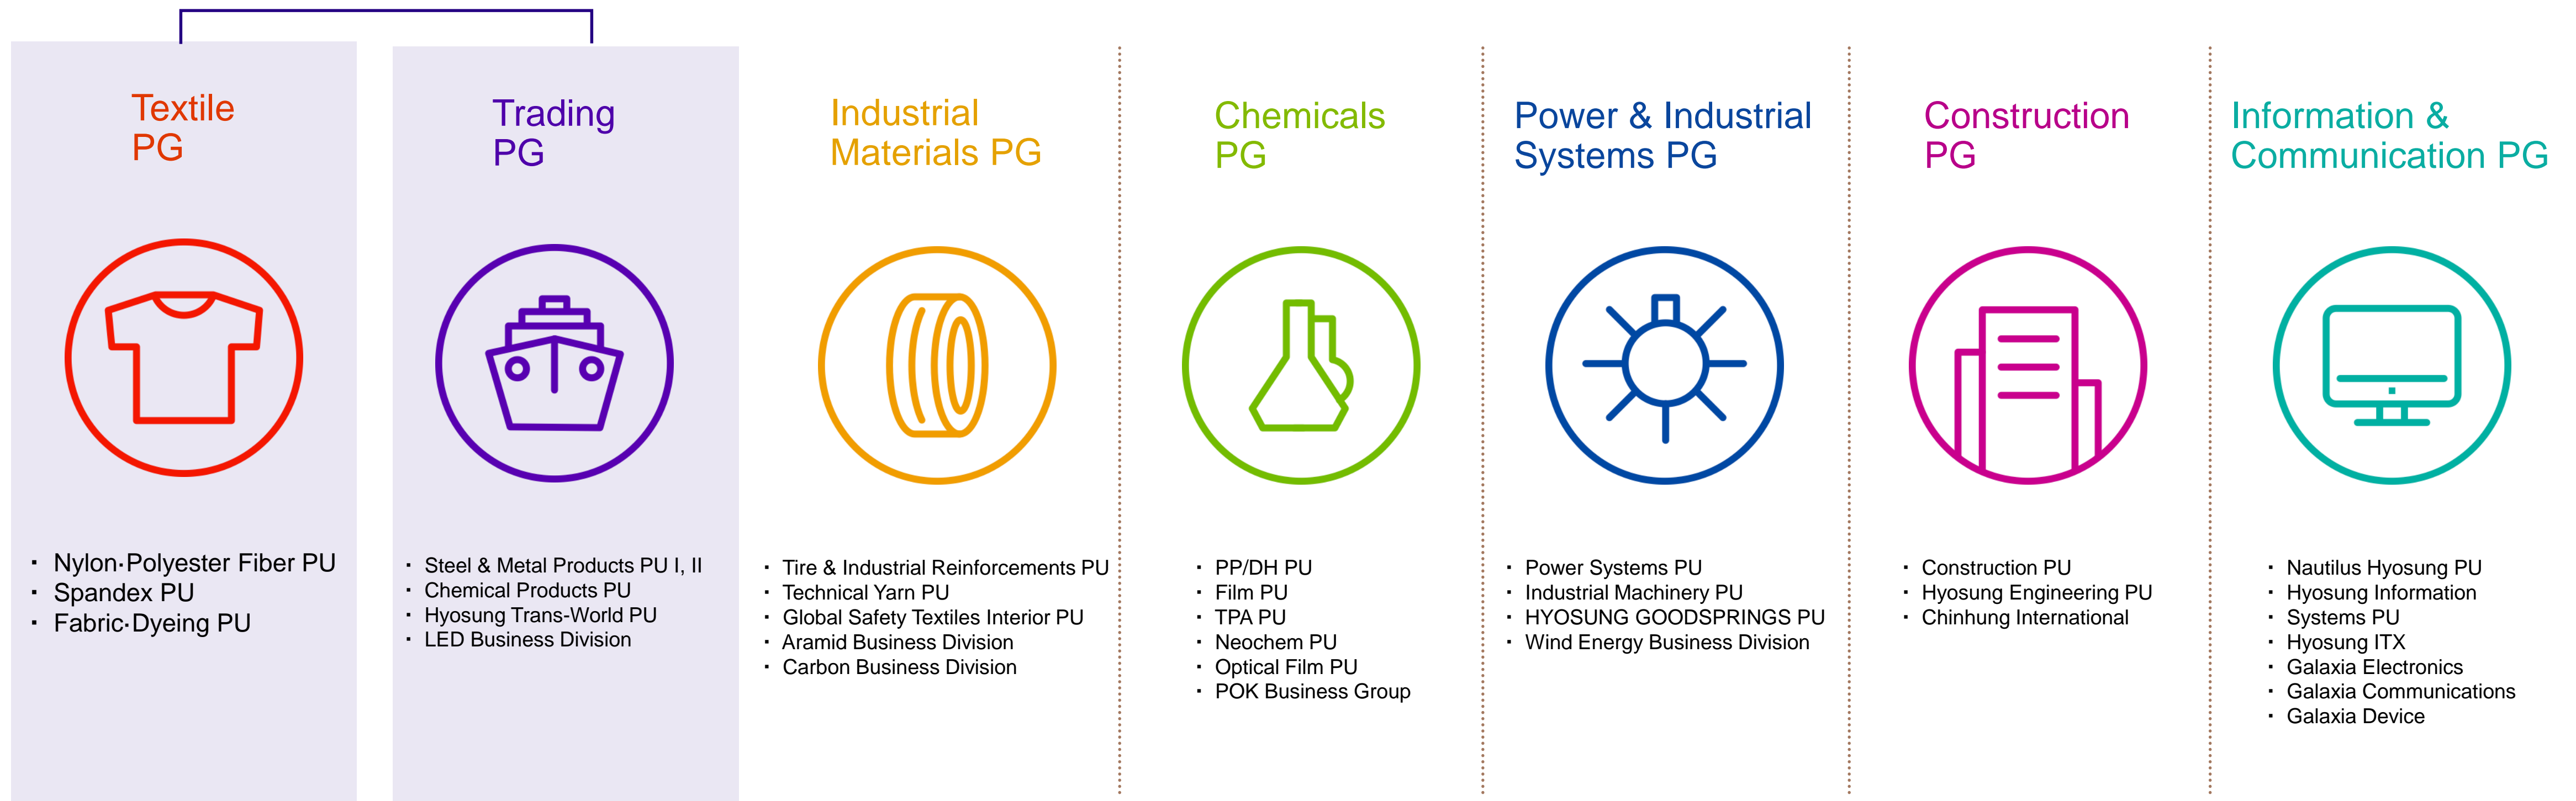 Textile
PG
· Nylon·Polyester Fiber PU
· Spandex PU
· Fabric·Dyeing PU
Trading
PG
· Steel & Metal Products PU I, II
· Chemical Products PU
· Hyosung Trans-World PU
· LED Business Division
Industrial
Materials PG
· Tire & Industrial Reinforcements PU
· Technical Yarn PU
· Global Safety Textiles Interior PU
· Aramid Business Division
· Carbon Business Division
Chemicals
PG
· PP/DH PU
· Film PU
· TPA PU
· Neochem PU
· Optical Film PU
· POK Business Group
Power & Industrial
Systems PG
· Power Systems PU
· Industrial Machinery PU
· HYOSUNG GOODSPRINGS PU
· Wind Energy Business Division
Construction
PG
· Construction PU
· Hyosung Engineering PU
· Chinhung International
Information &
Communication PG
· Nautilus Hyosung PU
· Hyosung Information
· Systems PU
· Hyosung ITX
· Galaxia Electronics
· Galaxia Communications
· Galaxia Device